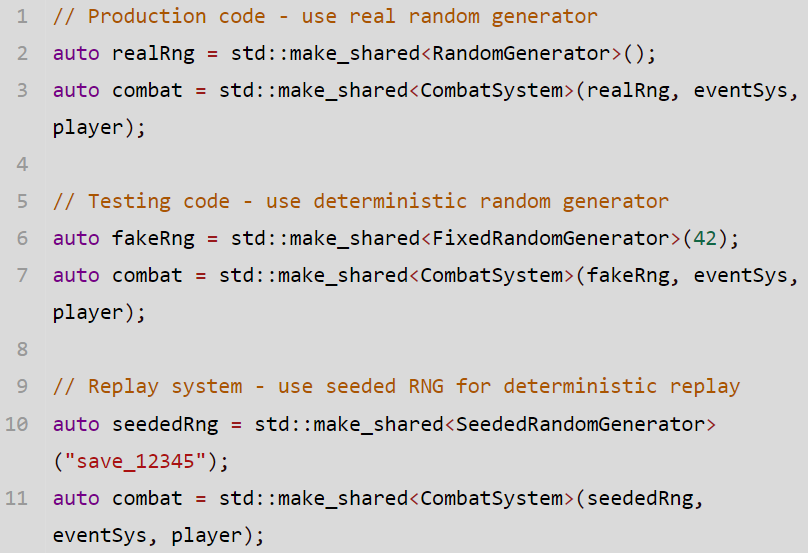 1 // Production code - use real random generator
2 auto realRng = std::make_shared<RandomGenerator>();
3 auto combat = std::make_shared<CombatSystem>(realRng, eventSys,
player);
4
5 // Testing code - use deterministic random generator
6 auto fakeRng = std::make_shared<FixedRandomGenerator>(42);
7 auto combat = std::make_shared<CombatSystem>(fakeRng, eventSys,
player);
8
9 // Replay system - use seeded RNG for deterministic replay
10 auto seededRng = std::make_shared<SeededRandomGenerator>
("save_12345");
11 auto combat = std::make_shared<CombatSystem>(seededRng,
eventSys, player);